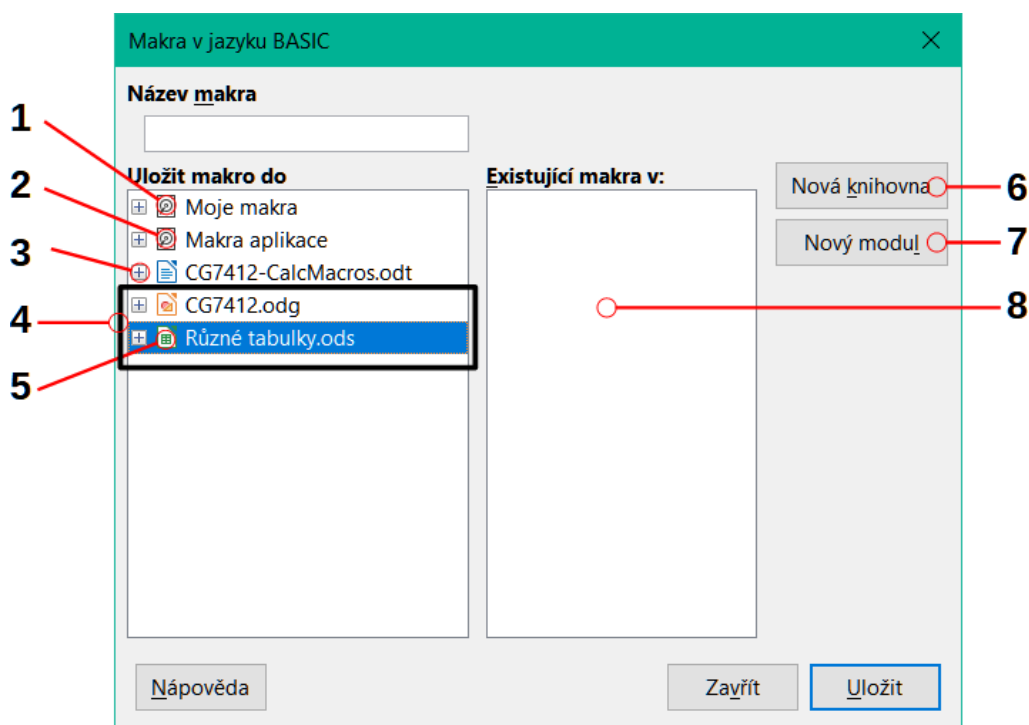 Makra v jazyku BASIC
Název makra
1
Uložit makro do
Existující makra v:
2
Nová knihovna
6
Moje makra
Makra aplikace
Nový modul
7
3
CG7412-CalcMacros.odt
4
CG7412.odg
8
Různé tabulky.ods
5
Nápověda
Zavřít
Uložit